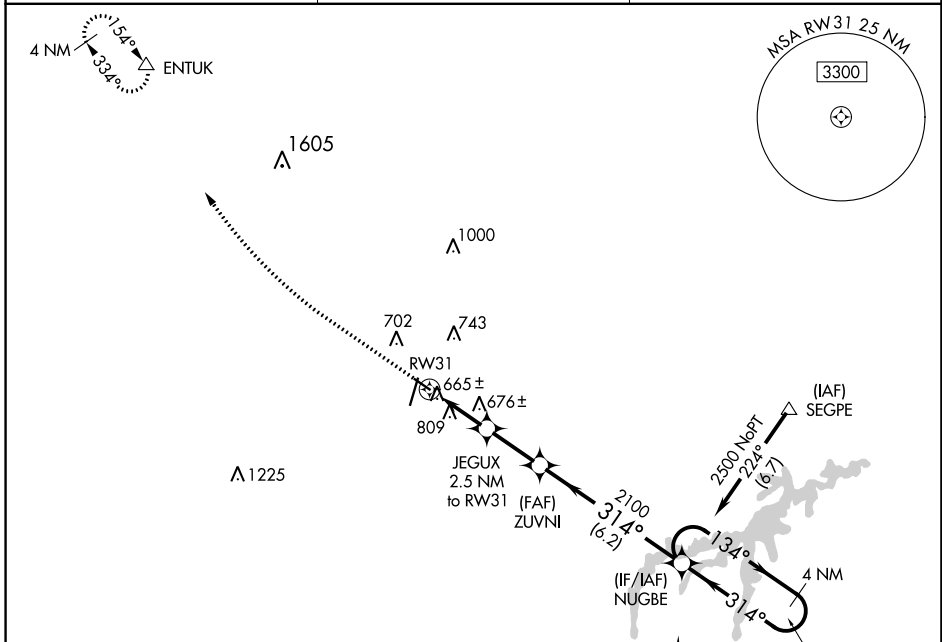 154°
4 NM
334°
ENTUK
MSA RW31 25 NM
3300
1605
1000
702
743
RW31
665±
676±
809
1225
JEGUX
2.5 NM
to RW31
(FAF)
ZUVNI
(IAF)
SEGPE
2500 NoPT
224°
(6.7)
2100
314°
(6.2)
134°
4 NM
(IF/IAF)
NUGBE
314°